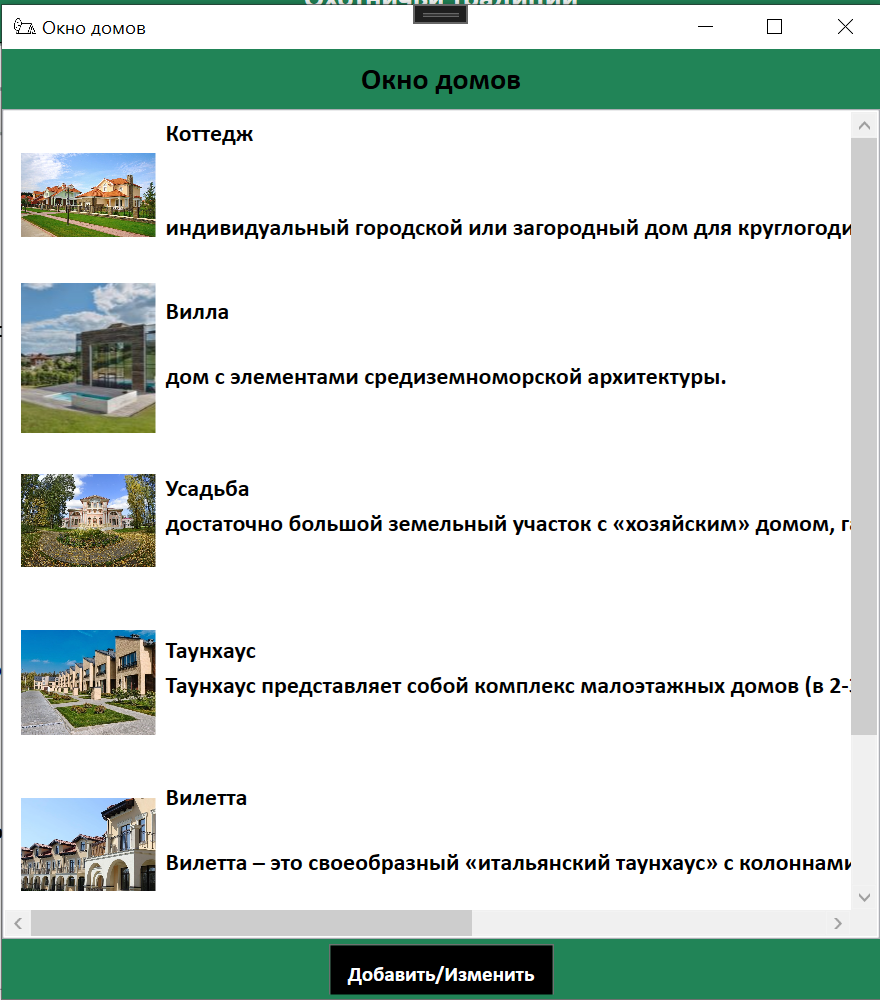 Охотничьи традиции
Окно домов
Окно домов
Коттедж
индивидуальный городской или загородный дом для
Вилла
дом с элементами средиземноморской архитектуры.
Усадьба
достаточно большой земельный участок с «хозяйским» домом,
Таунхаус
Таунхаус представляет собой комплекс малоэтажных домов (в
Вилетта
Вилетта – это своеобразный «итальянский таунхаус» с колоннами
Добавить/Изменить